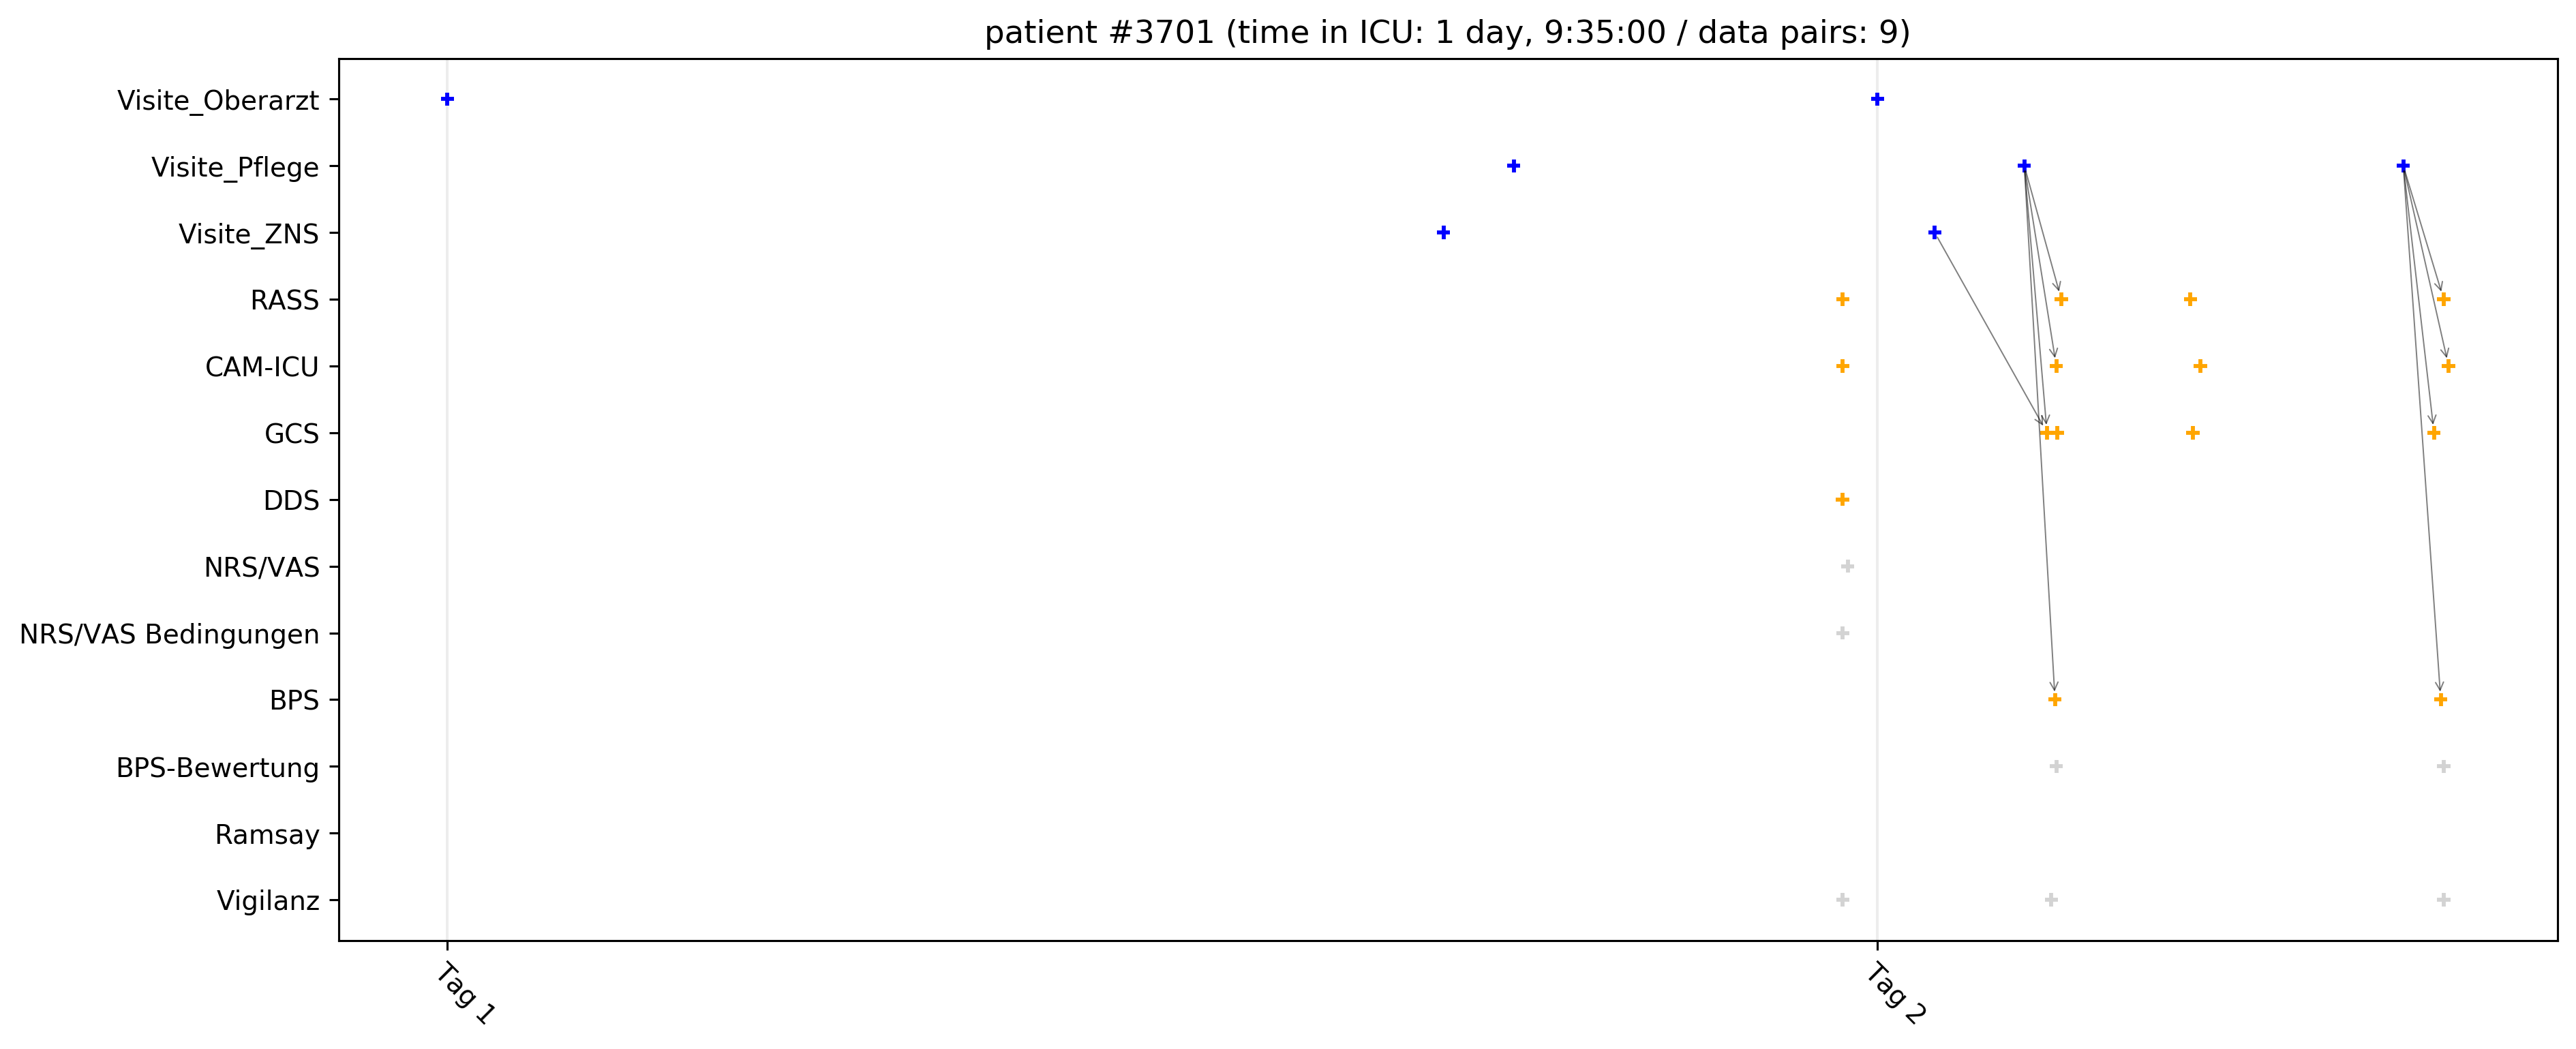 patient #3701 (time in ICU: 1 day, 9:35:00 / data pairs: 9)
Visite_Oberarzt
Visite_Pflege
Visite_ZNS
RASS
CAM-ICU
GCS
DDS
NRS/VAS
NRS/VAS Bedingungen
BPS
BPS-Bewertung
Ramsay
Vigilanz
Tag 1
Tag 2